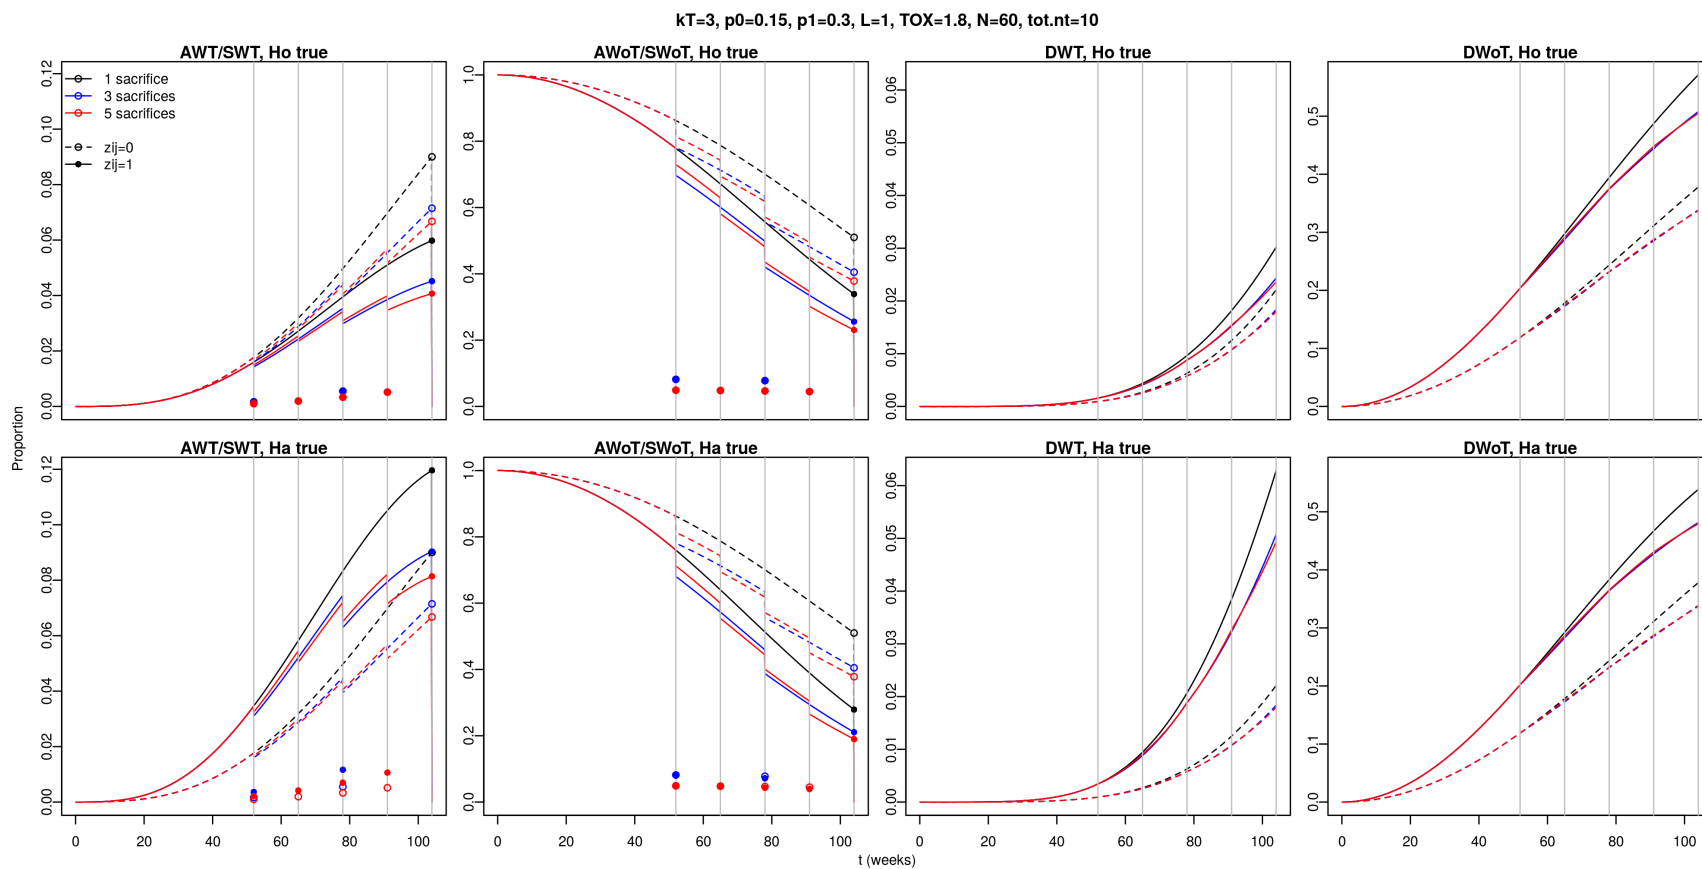 kT=3, p0=0.15, p1=0.3, L=1, TOX=1.8, N=60, tot.nt=10
AWT/SWT, Ho true
AWoT/SWoT, Ho true
DWT, Ho true
DWoT, Ho true
1 sacrifice
3 sacrifices
5 sacrifices
zij=0
zij=1
0.00 0.02 0.04 0.06 0.08 0.10 0.12
0.0 0.2 0.4 0.6 0.8 1.0
0.00 0.01 0.02 0.03 0.04 0.05 0.06
0.0 0.1 0.2 0.3 0.4 0.5
Proportion
AWT/SWT, Ha true
AWoT/SWoT, Ha true
DWT, Ha true
DWoT, Ha true
0.00 0.02 0.04 0.06 0.08 0.10 0.12
0.0 0.2 0.4 0.6 0.8 1.0
0.00 0.01 0.02 0.03 0.04 0.05 0.06
0.0 0.1 0.2 0.3 0.4 0.5
0 20 40 60 80 100
0 20 40 60 80 100
0 20 40 60 80 100
0 20 40 60 80 100
t (weeks)